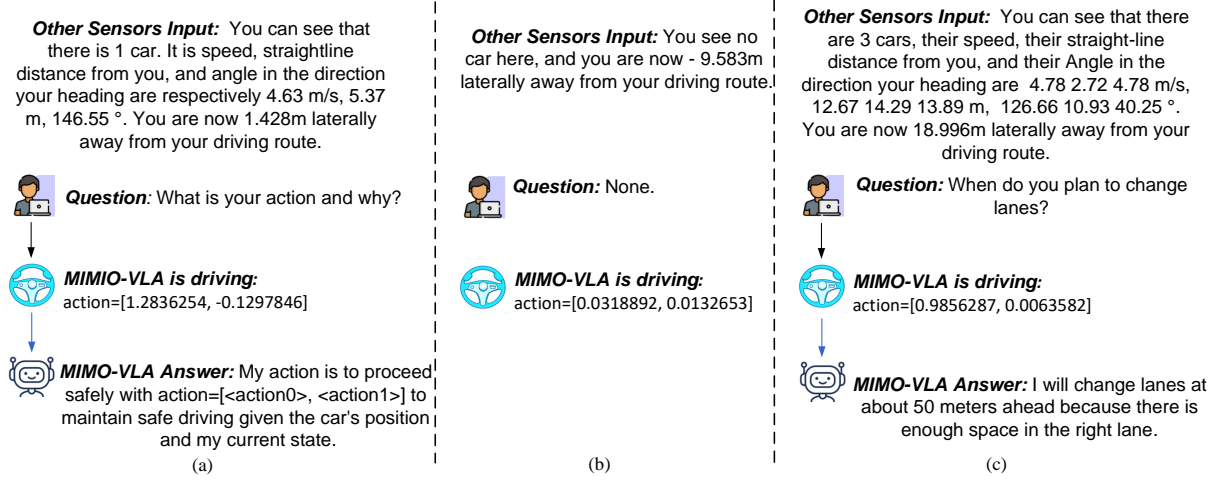 Other Sensors Input: You can see that
there is 1 car. It is speed, straightline
distance from you, and angle in the direction
your heading are respectively 4.63 m/s, 5.37
m, 146.55 °. You are now 1.428m laterally
away from your driving route.
Question: What is your action and why?
MIMIO-VLA is driving:
action=[1.2836254, -0.1297846]
MIMO-VLA Answer: My action is to proceed
safely with action=[<action0>, <action1>] to
maintain safe driving given the car's position
and my current state.
(a)
Other Sensors Input: You see no
car here, and you are now - 9.583m
laterally away from your driving route.
Question: None.
MIMO-VLA is driving:
action=[0.0318892, 0.0132653]
(b)
Other Sensors Input: You can see that there
are 3 cars, their speed, their straight-line
distance from you, and their Angle in the
direction your heading are 4.78 2.72 4.78 m/s,
12.67 14.29 13.89 m, 126.66 10.93 40.25 °.
You are now 18.996m laterally away from your
driving route.
Question: When do you plan to change
lanes?
MIMO-VLA is driving:
action=[0.9856287, 0.0063582]
MIMO-VLA Answer: I will change lanes at
about 50 meters ahead because there is
enough space in the right lane.
(c)